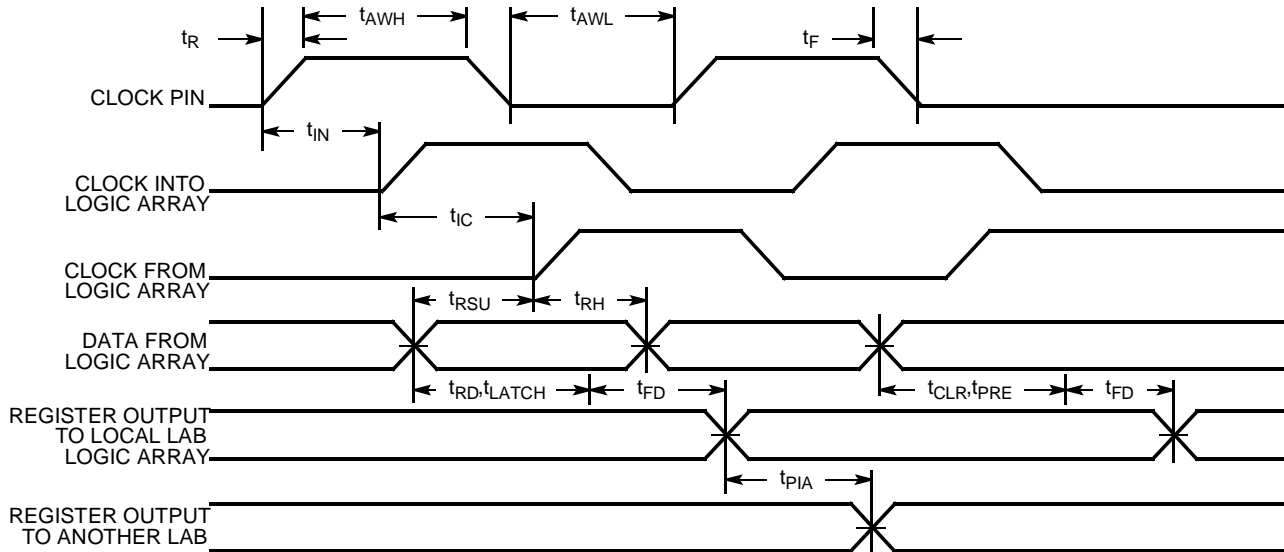 tAWH
tAWL
tR
tF
CLOCK PIN
tIN
CLOCK INTO
LOGIC ARRAY
tIC
CLOCK FROM
LOGIC ARRAY
tRSU
tRH
DATA FROM
LOGIC ARRAY
tRD,tLATCH
tFD
tCLR,tPRE
tFD
REGISTER OUTPUT
TO LOCAL LAB
LOGIC ARRAY
tPIA
REGISTER OUTPUT
TO ANOTHER LAB